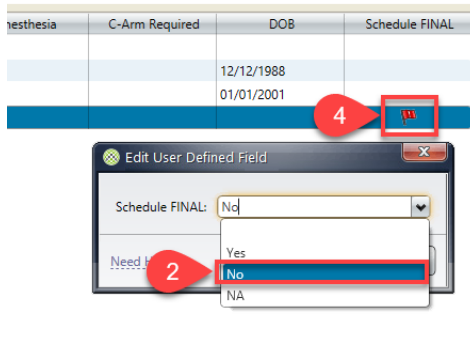 nesthesia C-Arm Required DOB Schedule FINAL
12/12/1988
01/01/2001
4
Edit User Defined Field
Schedule FINAL: No
Yes
Need H
2
No
NA